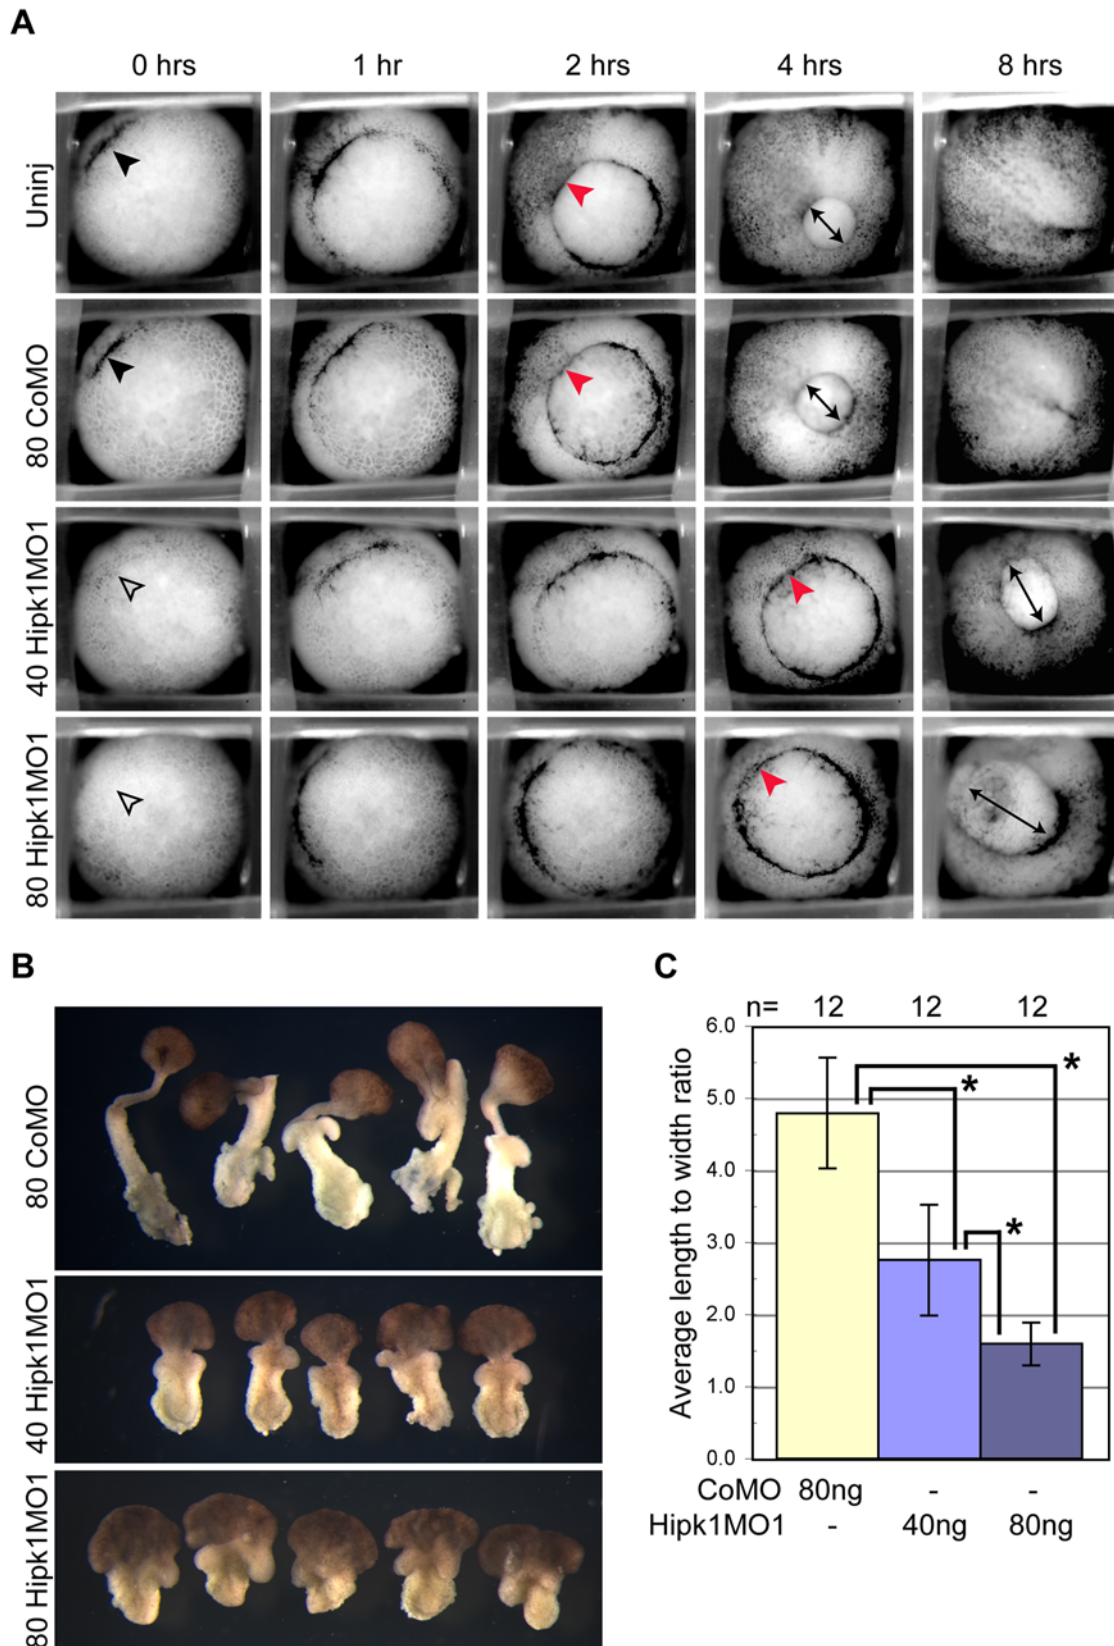 A
0 hrs 1 hr 2 hrs 4 hrs 8 hrs
Uninj
80 CoMO
40 Hipk1MO1
80 Hipk1MO1
B
80 CoMO
40 Hipk1MO1
80 Hipk1MO1
C
n= 12 12 12
6.0
5.0
4.0
3.0
2.0
1.0
0.0
Average length to width ratio
*
*
*
CoMO 80ng - -
Hipk1MO1 - 40ng 80ng